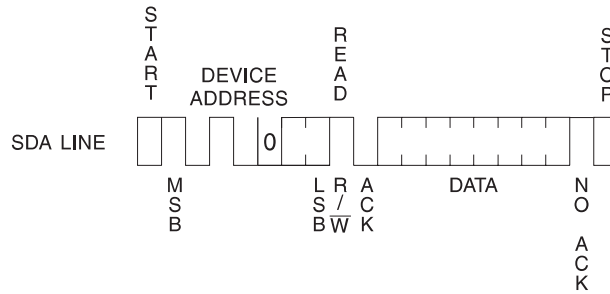 START
DEVICE
ADDRESS
READ
STOP
SDA LINE
0
MSB
LSB
R/W̅
ACK
DATA
NO ACK